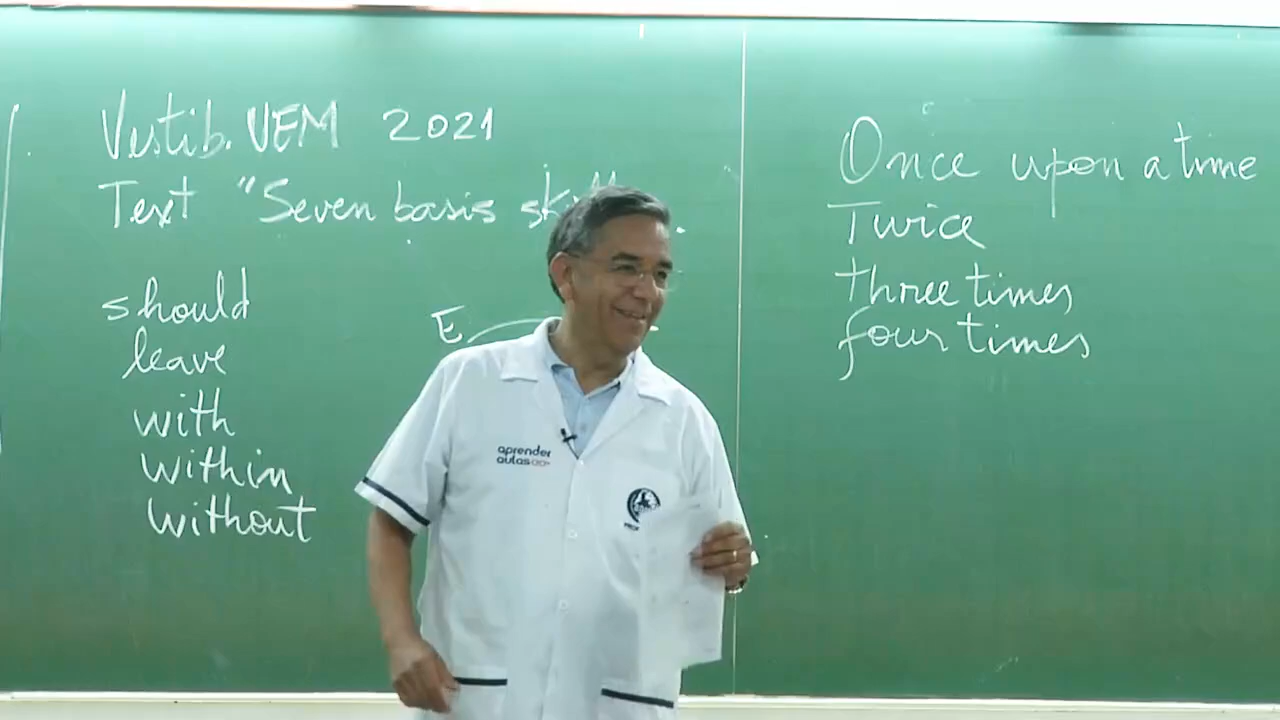 Vestib. UEM 2021
Text "Seven basis
should
leave
with
within
without
E
Once upon a time
Twice
three times
four times
aprender
aulas